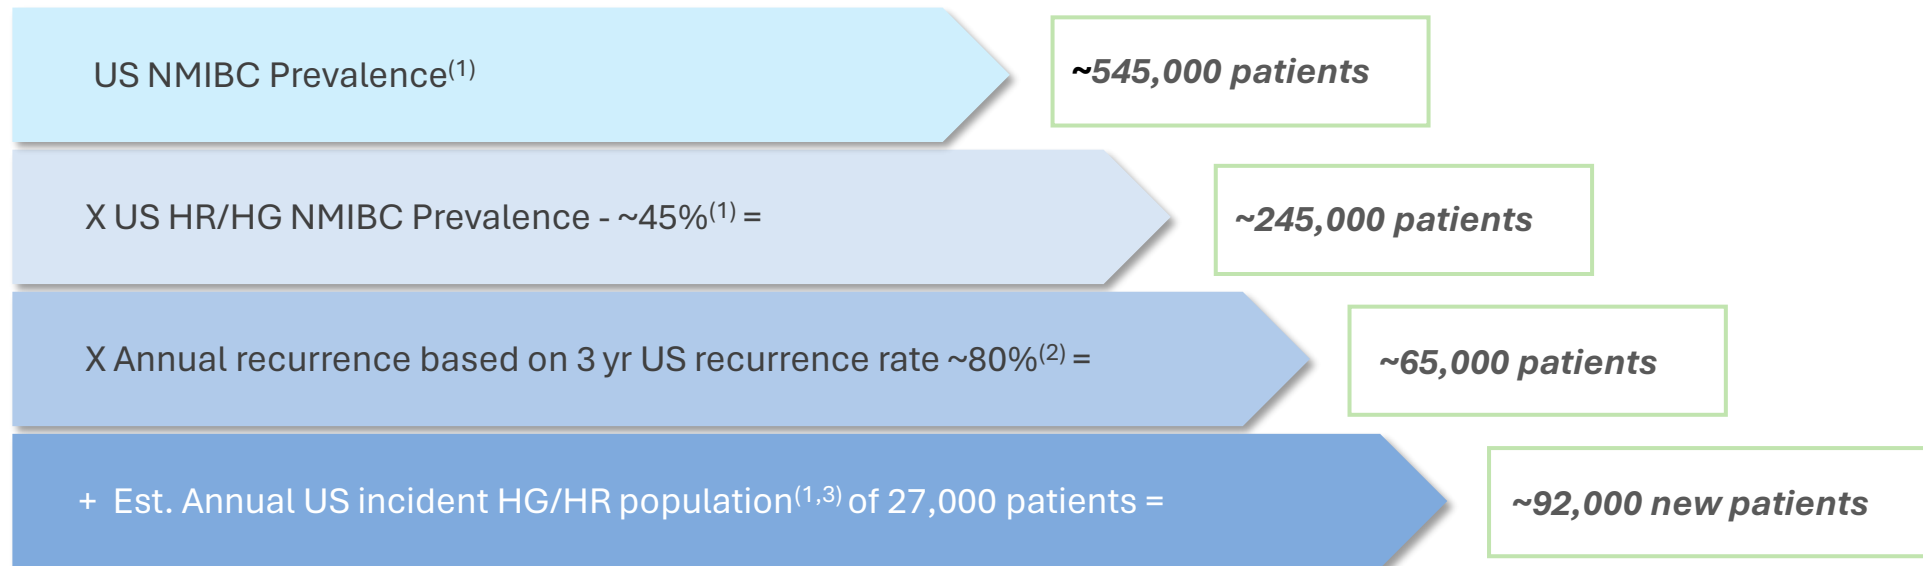 US NMIBC Prevalence(1)
~545,000 patients
X US HR/HG NMIBC Prevalence - ~45%(1) =
~245,000 patients
X Annual recurrence based on 3 yr US recurrence rate ~80%(2) =
~65,000 patients
+ Est. Annual US incident HG/HR population(1,3) of 27,000 patients =
~92,000 new patients